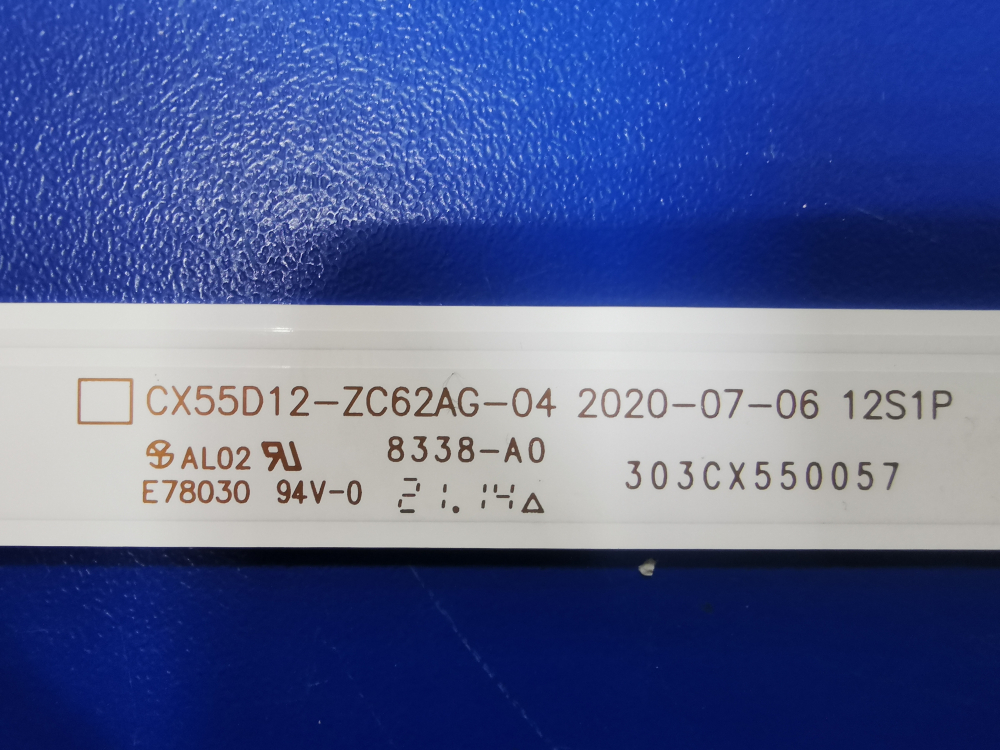 CX55D12-ZC62AG-04 2020-07-06 12S1P
AL02 8338-A0
303CX550057
E78030 94V-0 21.14